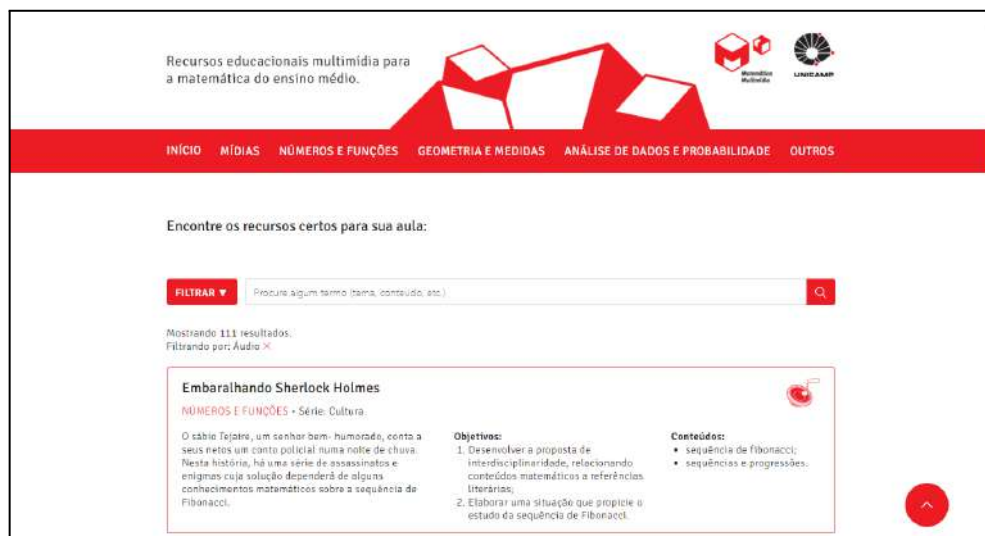 Recursos educacionais multimídia para
a matemática do ensino médio.
Matemática
Multimídia
UNICAMP
INÍCIO MÍDIAS NÚMEROS E FUNÇÕES GEOMETRIA E MEDIDAS ANÁLISE DE DADOS E PROBABILIDADE OUTROS
Encontre os recursos certos para sua aula:
FILTRAR ▼ Procure algum termo (tema, conteúdo, etc.)
Mostrando 111 resultados.
Filtrando por: Áudio ×
Embaralhando Sherlock Holmes
NÚMEROS E FUNÇÕES • Série: Cultura
O sábio Tejaire, um senhor bem- humorado, conta a
seus netos um conto policial numa noite de chuva.
Nesta história, há uma série de assassinatos e
enigmas cuja solução dependerá de alguns
conhecimentos matemáticos sobre a sequência de
Fibonacci.
Objetivos:
1. Desenvolver a proposta de
interdisciplinaridade, relacionando
conteúdos matemáticos a referências
literárias;
2. Elaborar uma situação que propicie o
estudo da sequência de Fibonacci.
Conteúdos:
• sequência de fibonacci;
• sequências e progressões.